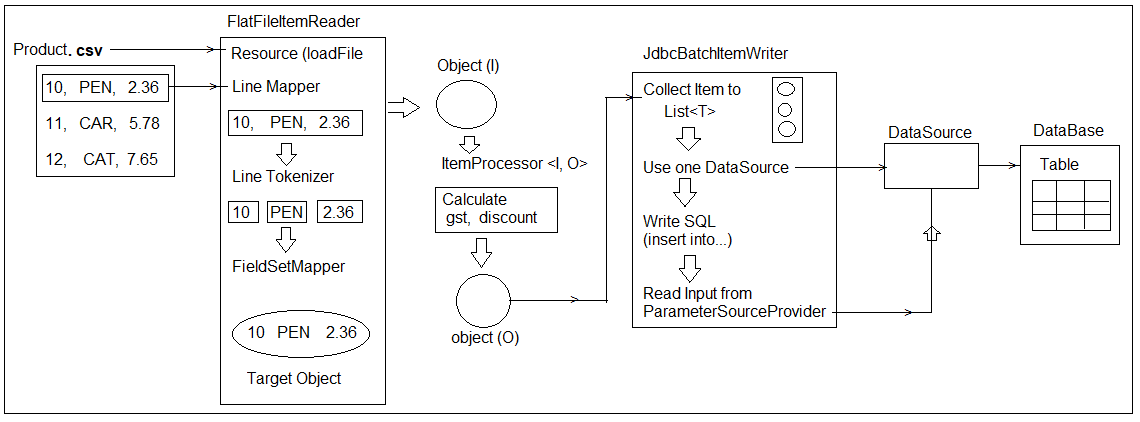 FlatFileItemReader
Product.csv
10, PEN, 2.36
11, CAR, 5.78
12, CAT, 7.65
Resource (loadFile
Line Mapper
10, PEN, 2.36
Line Tokenizer
10 PEN 2.36
FieldSetMapper
10 PEN 2.36
Target Object
Object (I)
ItemProcessor <I, O>
Calculate
gst, discount
object (O)
JdbcBatchItemWriter
Collect Item to
List<T>
Use one DataSource
Write SQL
(insert into...)
Read Input from
ParameterSourceProvider
DataSource
DataBase
Table